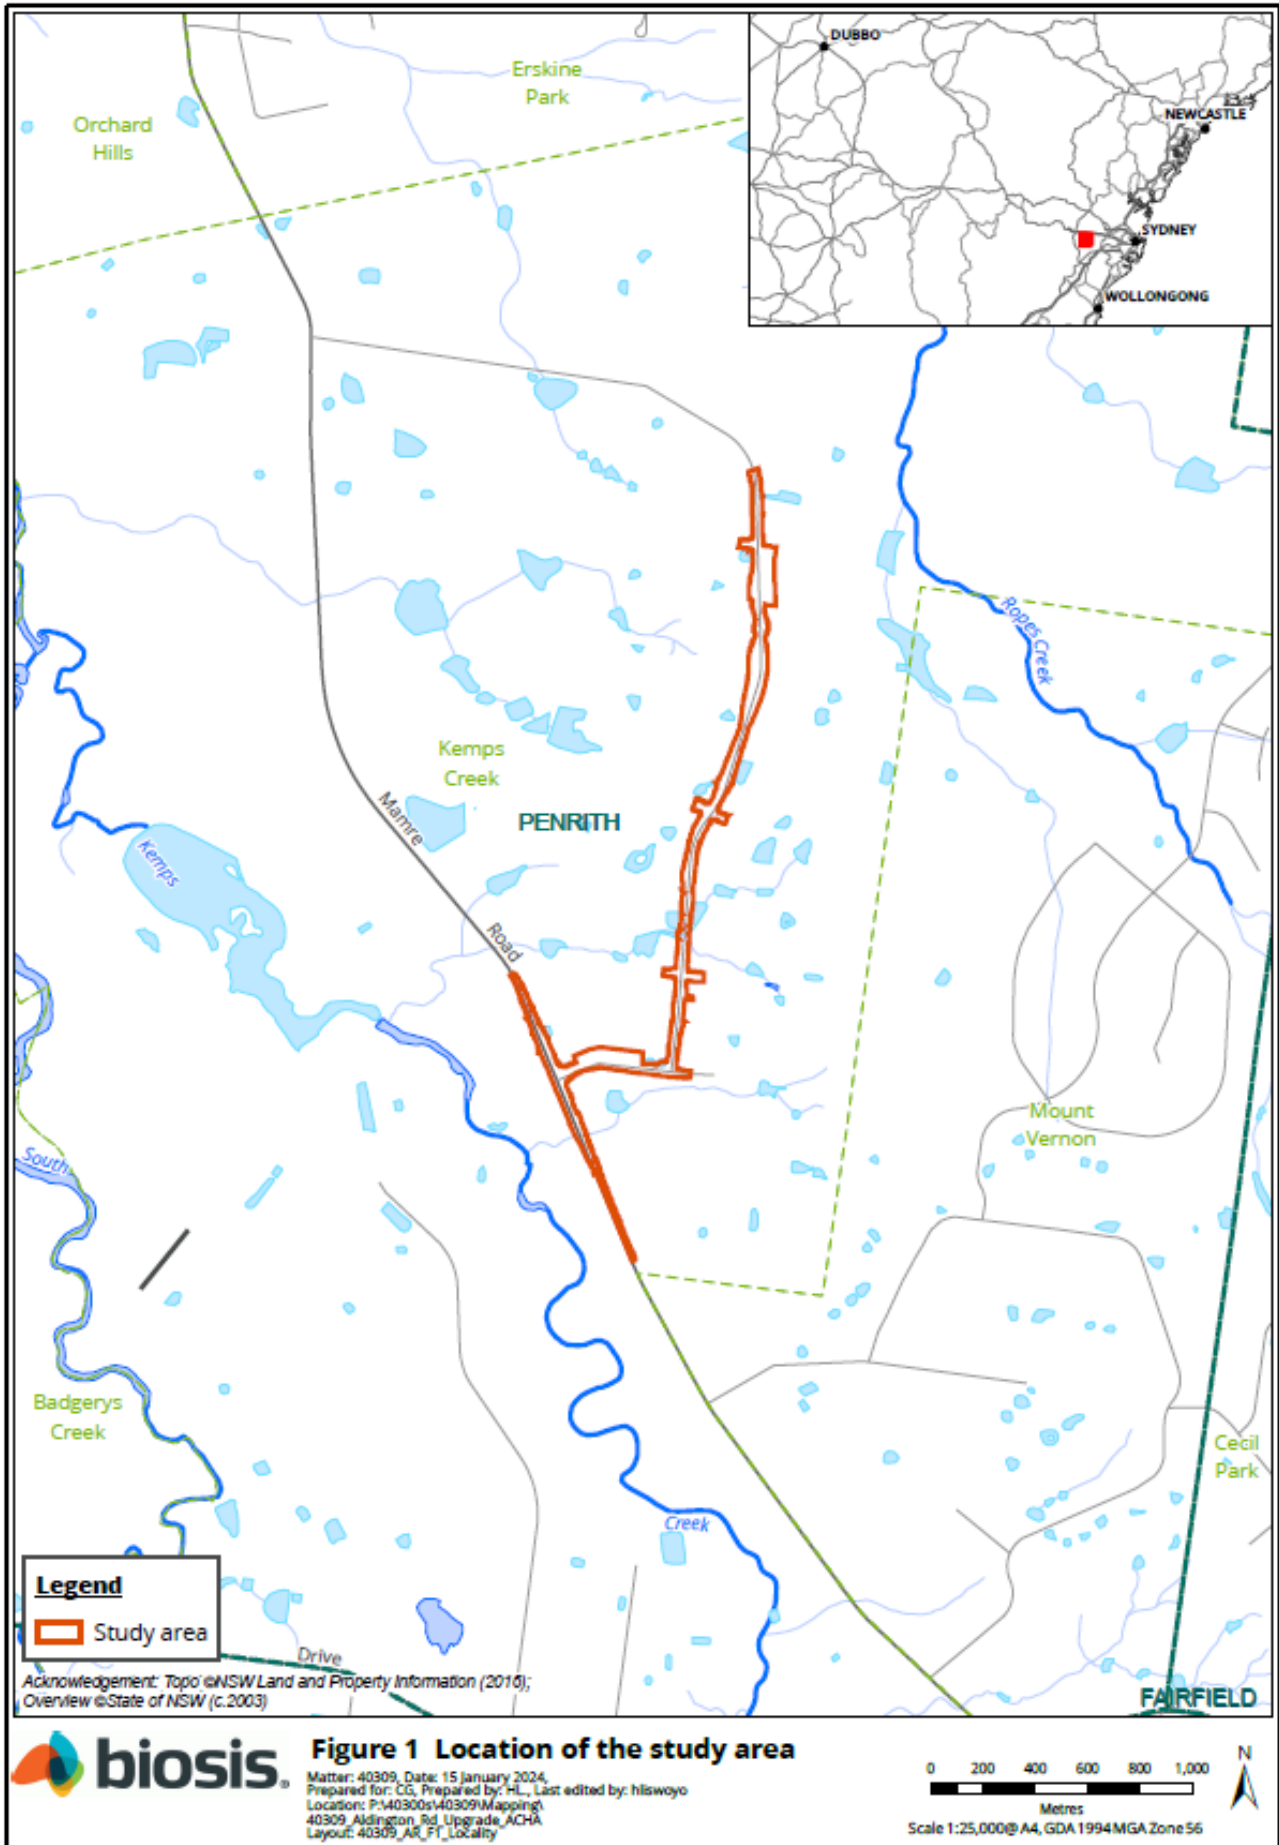 DUBBO
NEWCASTLE
SYDNEY
WOLLONGONG
Erskine
Park
Orchard
Hills
Ropes Creek
Kemps
Creek
PENRITH
Mamre
Road
Kemps
Mount
Vernon
South
Badgerys
Creek
Cecil
Park
Creek
Drive
FAIRFIELD
Legend
Study area
Acknowledgement: Topo ©NSW Land and Property Information (2016);
Overview ©State of NSW (c.2003)
biosis.
Figure 1 Location of the study area
Matter: 40309, Date: 15 January 2024,
Prepared for: CG, Prepared by: HL, Last edited by: hliswoyo
Location: P:\40300s\40309\Mapping\
40309_Aldington_Rd_Upgrade_ACHA
Layout: 40309_AR_F1_Locality
0 200 400 600 800 1,000
Metres
Scale 1:25,000@ A4, GDA 1994 MGA Zone 56
N